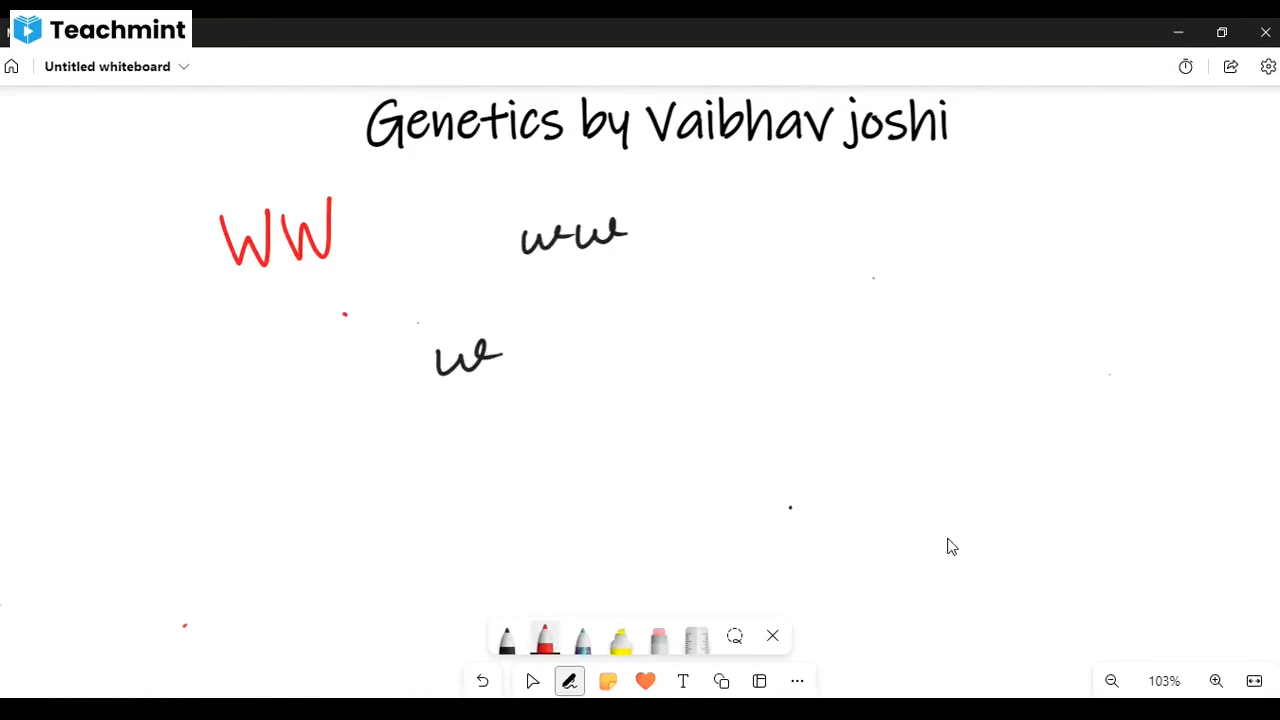 Teachmint
Untitled whiteboard
Genetics by Vaibhav joshi
WW
ww
w
103%